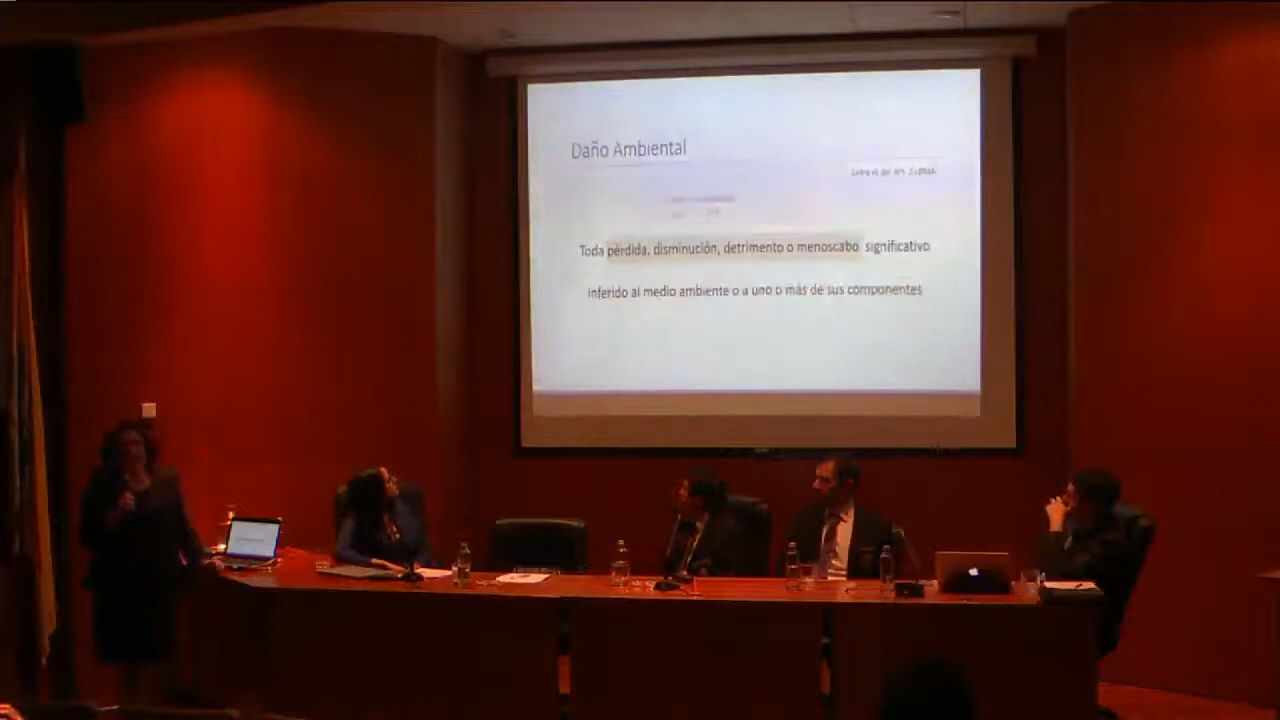 Daño Ambiental
Toda pérdida, disminución, detrimento o menoscabo significativo
inferido al medio ambiente o a uno o más de sus componentes